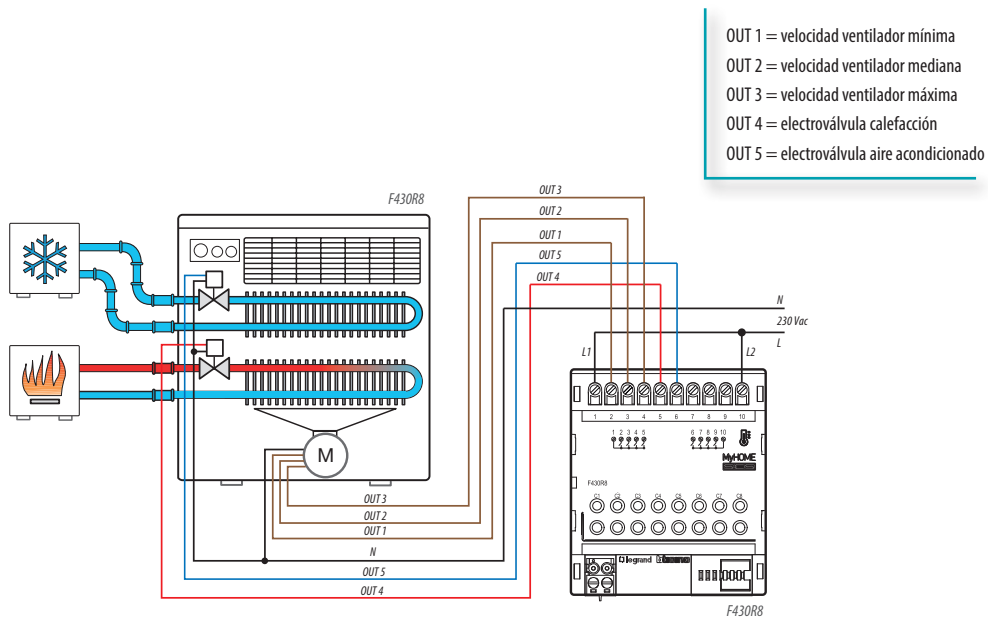 OUT 1 = velocidad ventilador mínima
OUT 2 = velocidad ventilador mediana
OUT 3 = velocidad ventilador máxima
OUT 4 = electroválvula calefacción
OUT 5 = electroválvula aire acondicionado
F430R8
OUT 3
OUT 2
OUT 1
OUT 5
OUT 4
N
230 Vac
L
L1
L2
1 2 3 4 5 6 7 8 9 10
1 2 3 4 5
6 7 8 9 10
MyHOME
F430R8
C1 C2 C3 C4 C5 C6 C7 C8
legrand
M
OUT 3
OUT 2
OUT 1
N
OUT 5
OUT 4
F430R8